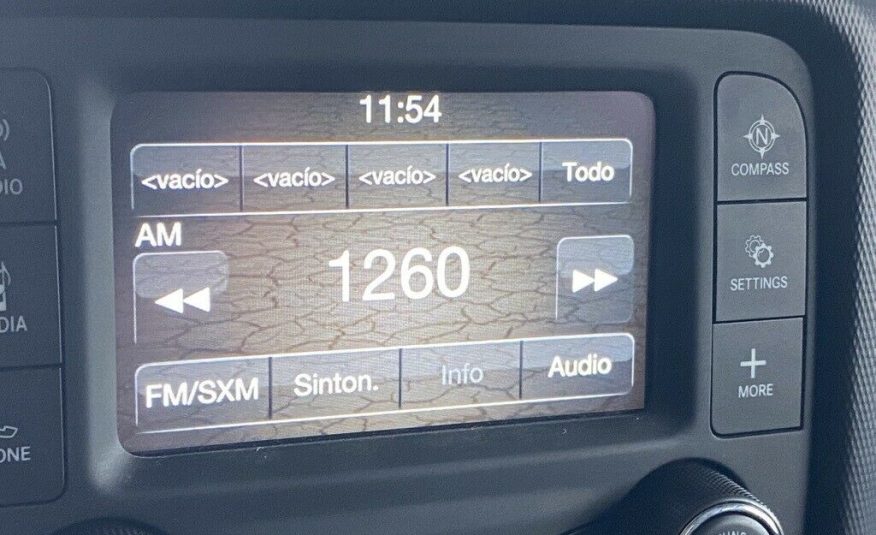 11:54
<vacío> <vacío> <vacío> <vacío> Todo
AM
1260
FM/SXM Sinton. Info Audio
COMPASS
SETTINGS
MORE